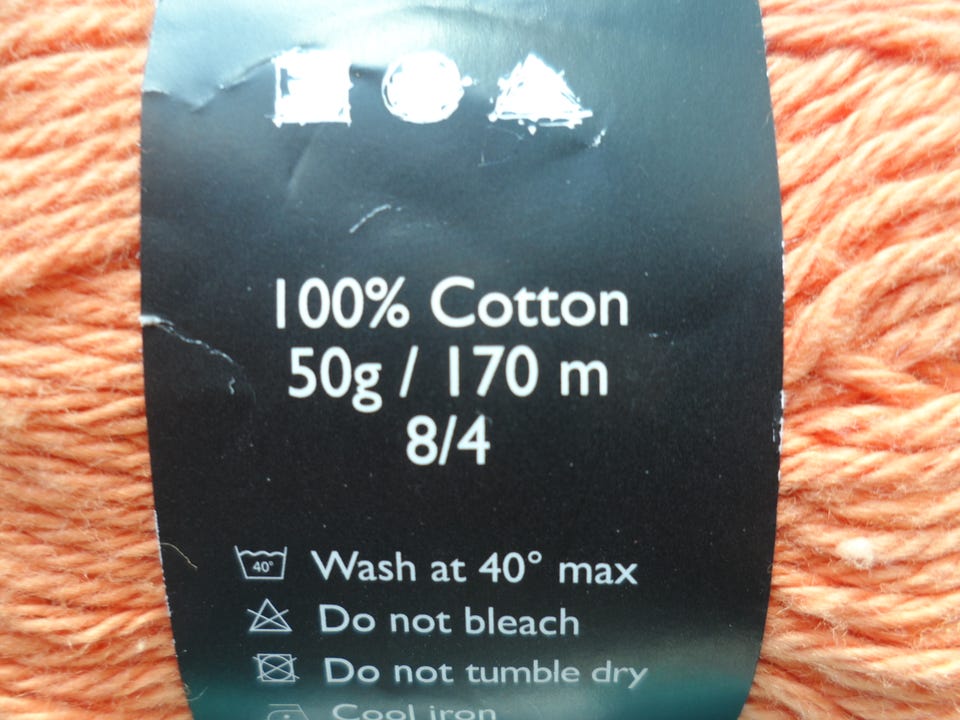 100% Cotton
50g / 170 m
8/4
40° Wash at 40° max
Do not bleach
Do not tumble dry
Cool iron